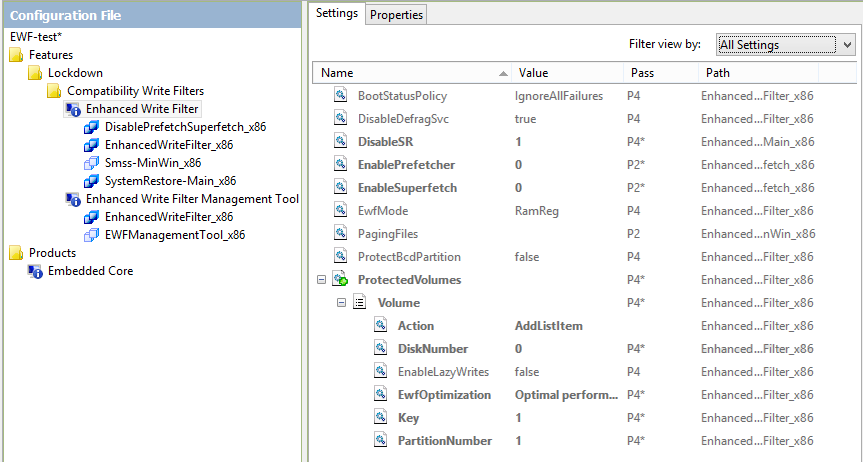 Configuration File
EWF-test*
Features
Lockdown
Compatibility Write Filters
Enhanced Write Filter
DisablePrefetchSuperfetch_x86
EnhancedWriteFilter_x86
Smss-MinWin_x86
SystemRestore-Main_x86
Enhanced Write Filter Management Tool
EnhancedWriteFilter_x86
EWFManagementTool_x86
Products
Embedded Core
Settings Properties
Filter view by: All Settings
Name Value Pass Path
BootStatusPolicy IgnoreAllFailures P4 Enhanced...Filter_x86
DisableDefragSvc true P4 Enhanced...Filter_x86
DisableSR 1 P4* Enhanced...Main_x86
EnablePrefetcher 0 P2* Enhanced...fetch_x86
EnableSuperfetch 0 P2* Enhanced...fetch_x86
EwfMode RamReg P4 Enhanced...Filter_x86
PagingFiles P2 Enhanced...nWin_x86
ProtectBcdPartition false P4 Enhanced...Filter_x86
ProtectedVolumes P4* Enhanced...Filter_x86
Volume P4* Enhanced...Filter_x86
Action AddListItem Enhanced...Filter_x86
DiskNumber 0 P4* Enhanced...Filter_x86
EnableLazyWrites false P4 Enhanced...Filter_x86
EwfOptimization Optimal perform... P4* Enhanced...Filter_x86
Key 1 P4* Enhanced...Filter_x86
PartitionNumber 1 P4* Enhanced...Filter_x86